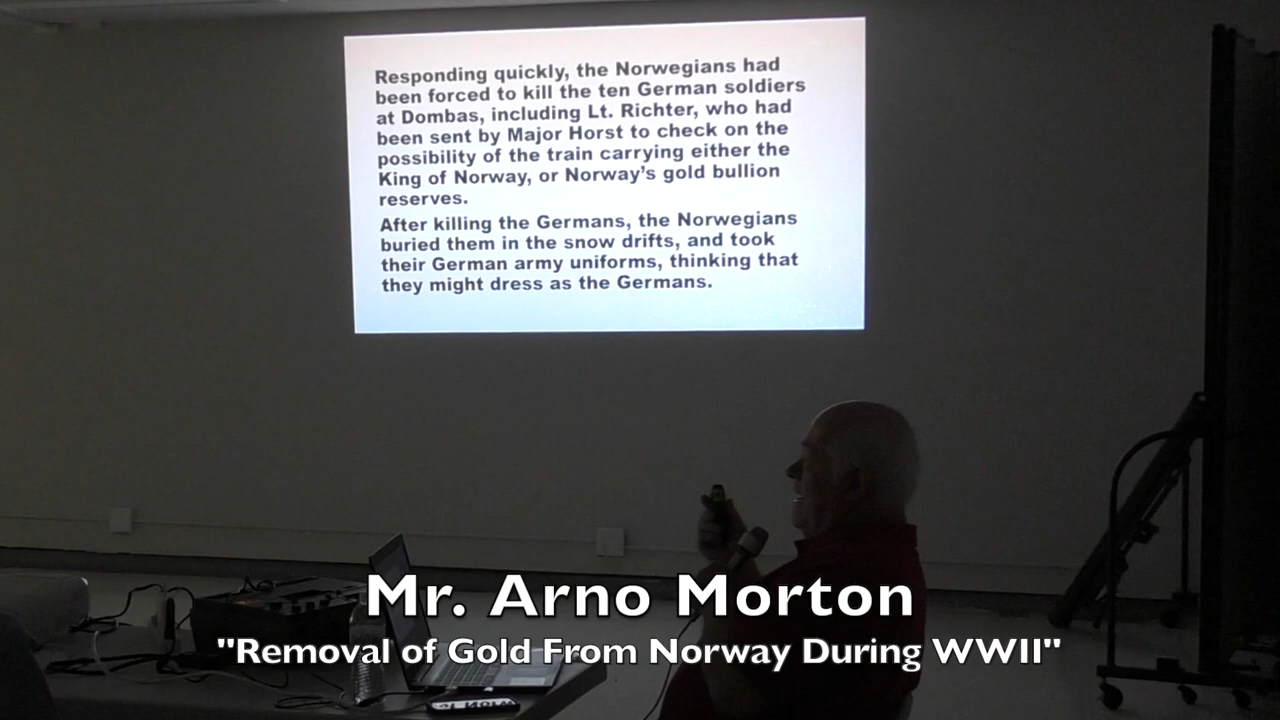 Responding quickly, the Norwegians had
been forced to kill the ten German soldiers
at Dombas, including Lt. Richter, who had
been sent by Major Horst to check on the
possibility of the train carrying either the
King of Norway, or Norway's gold bullion
reserves.
After killing the Germans, the Norwegians
buried them in the snow drifts, and took
their German army uniforms, thinking that
they might dress as the Germans.
Mr. Arno Morton
"Removal of Gold From Norway During WWII"